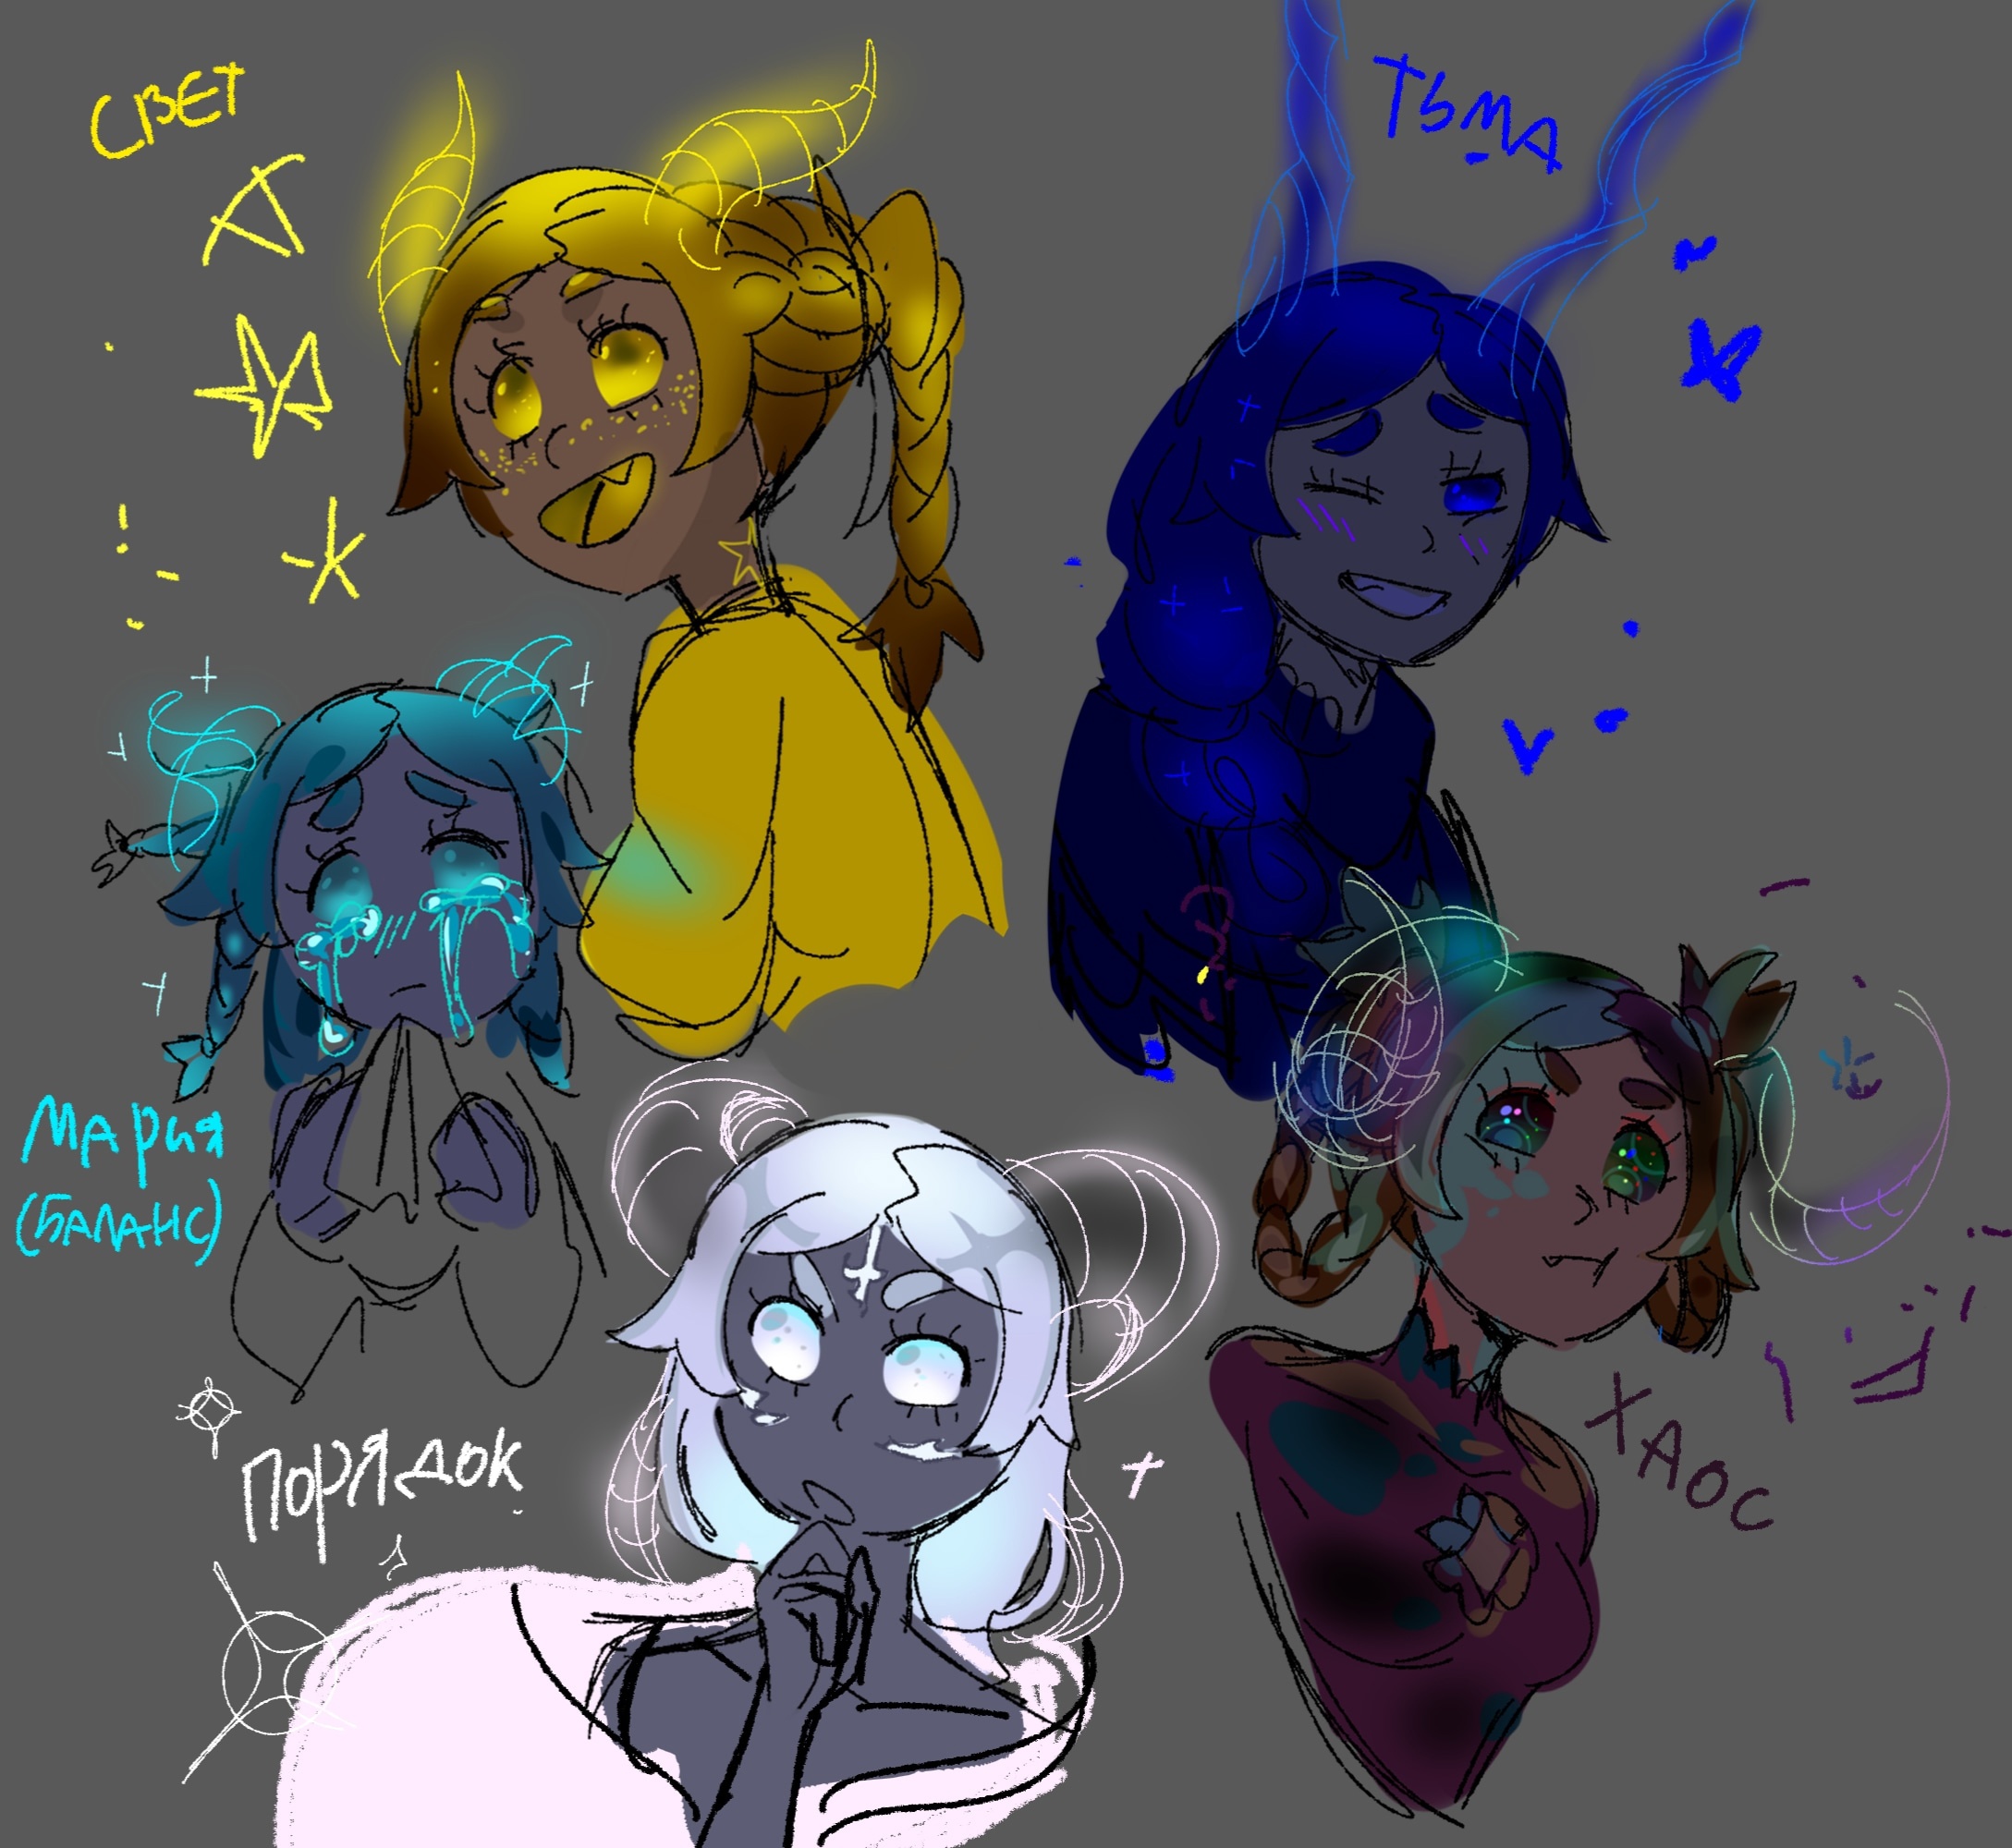 СВЕТ
ТЬМА
Мария
(БАЛАНС)
ПОРЯДОК
ХАОС